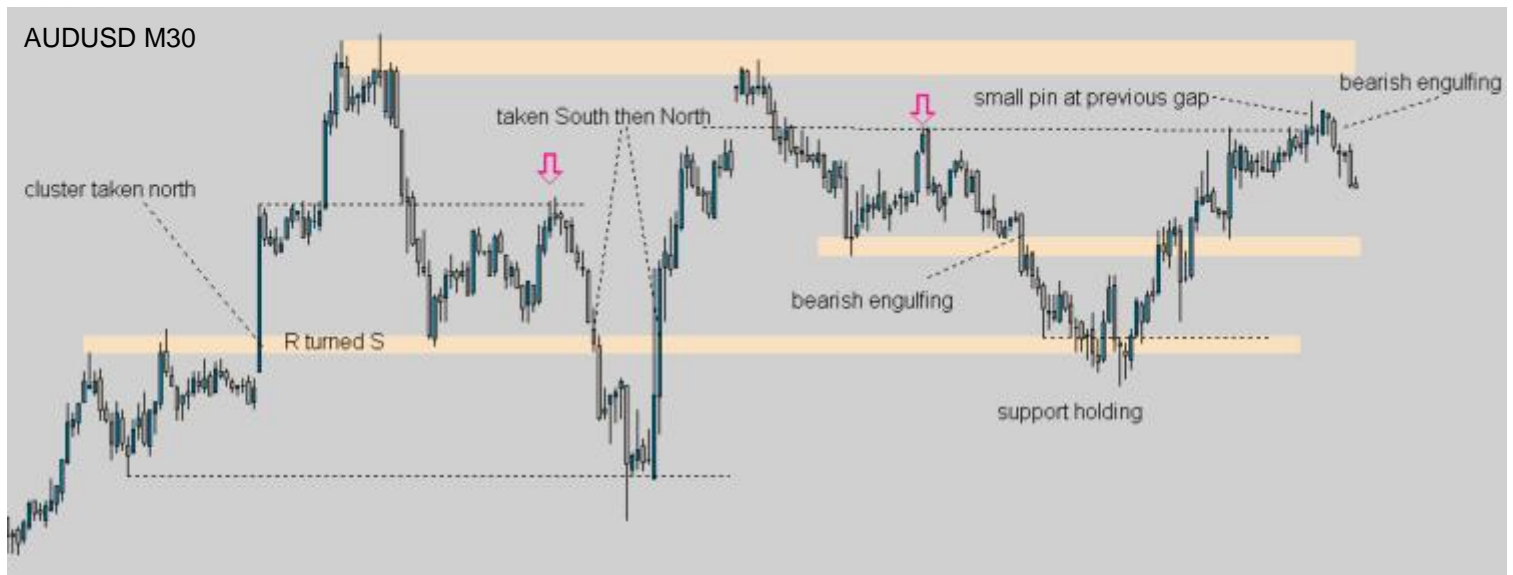 AUDUSD M30
bearish engulfing
small pin at previous gap
taken South then North
cluster taken north
bearish engulfing
R turned S
support holding